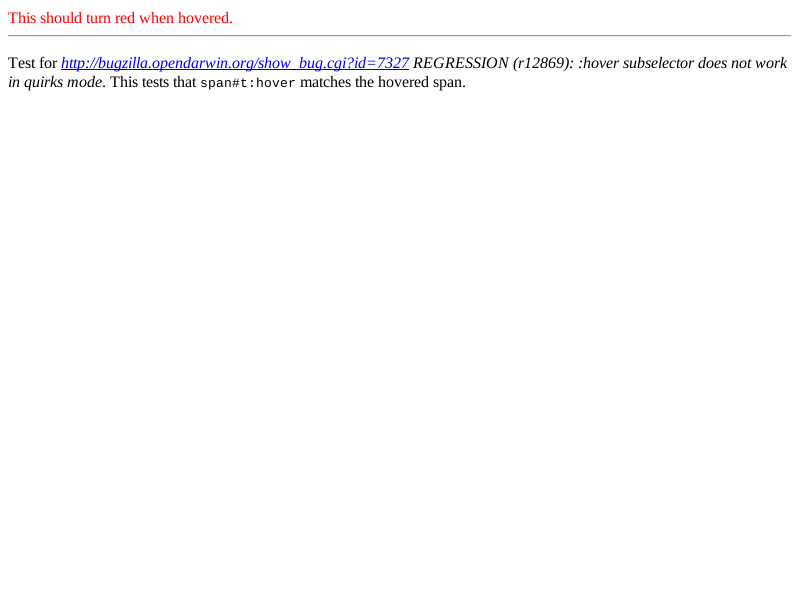 This should turn red when hovered.
Test for http://bugzilla.opendarwin.org/show_bug.cgi?id=7327 REGRESSION (r12869): :hover subselector does not work
in quirks mode. This tests that span#t:hover matches the hovered span.